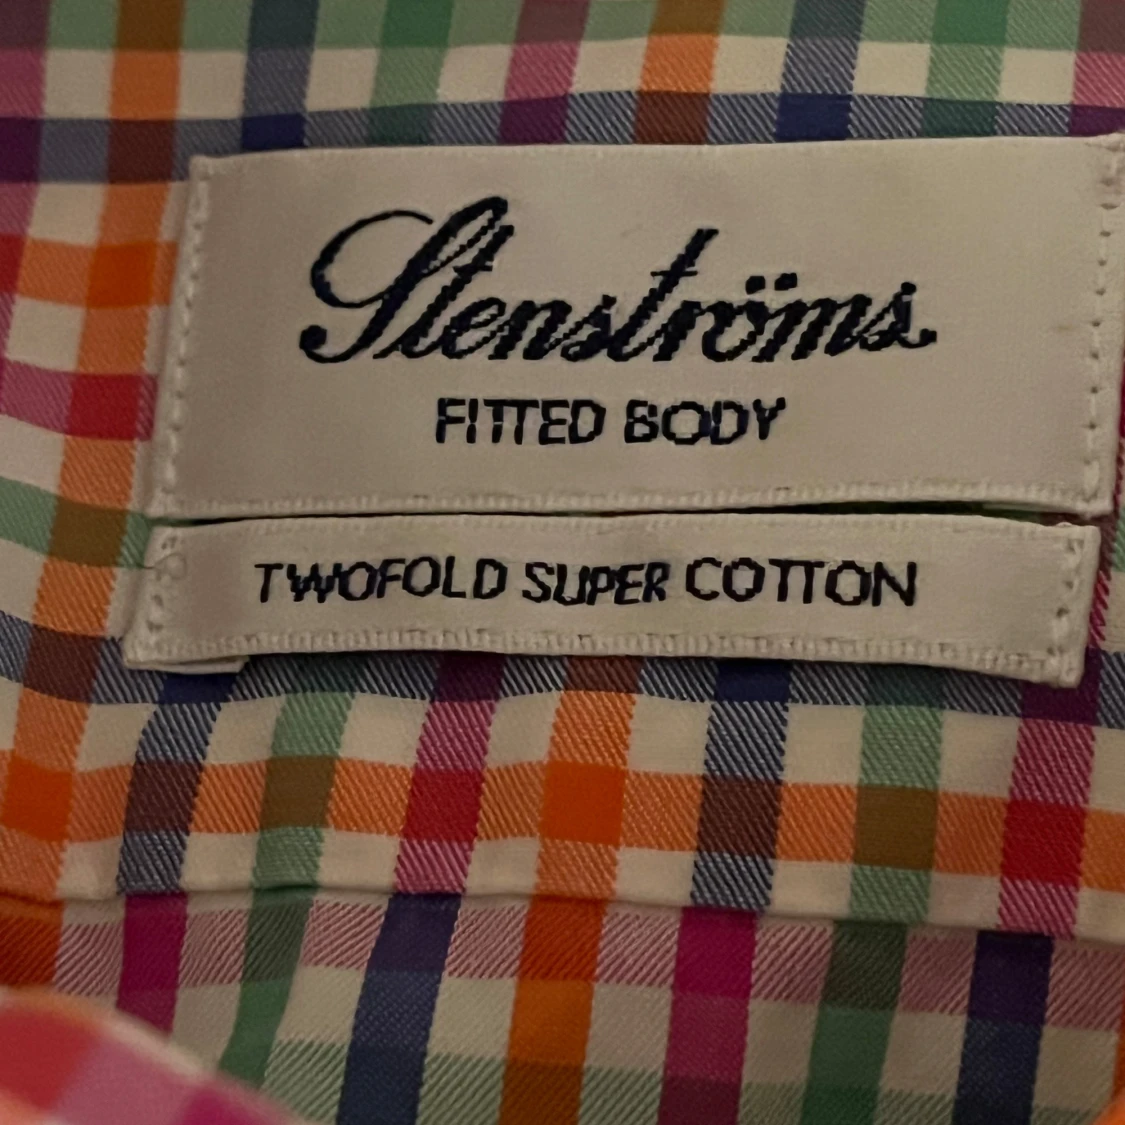 Stenströms
FITTED BODY
TWOFOLD SUPER COTTON